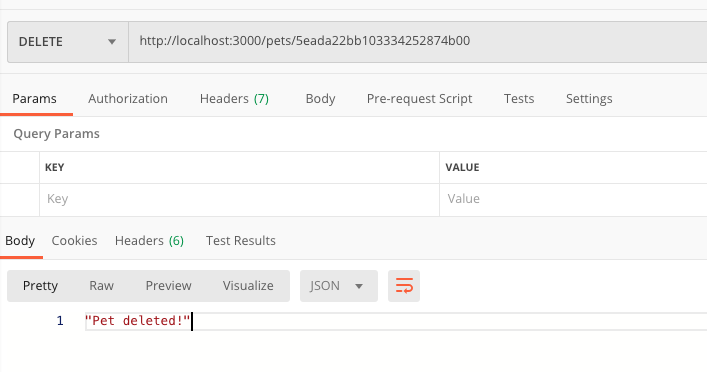 DELETE http://localhost:3000/pets/5eada22bb103334252874b00
Params Authorization Headers (7) Body Pre-request Script Tests Settings
Query Params
KEY VALUE
Key Value
Body Cookies Headers (6) Test Results
Pretty Raw Preview Visualize JSON
1 "Pet deleted!"